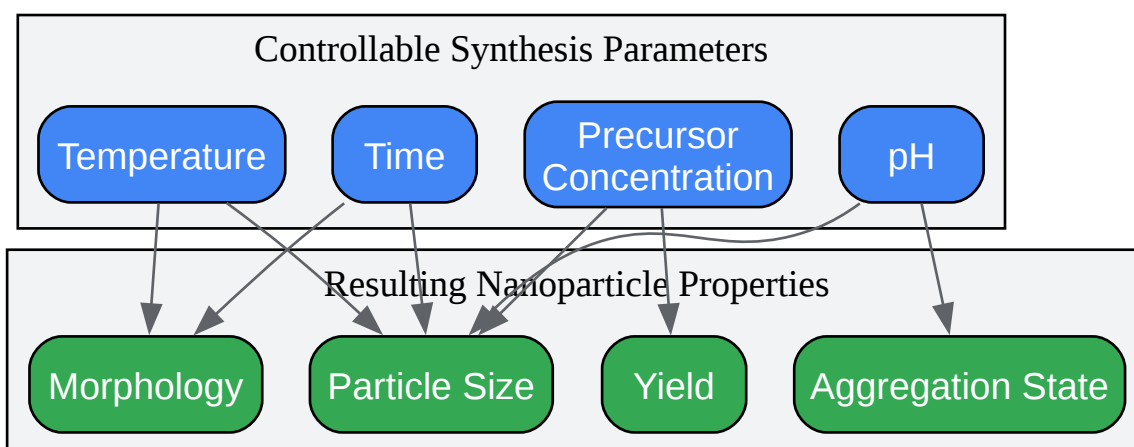 Controllable Synthesis Parameters
Temperature
Time
Precursor
Concentration
pH
Resulting Nanoparticle Properties
Morphology
Particle Size
Yield
Aggregation State